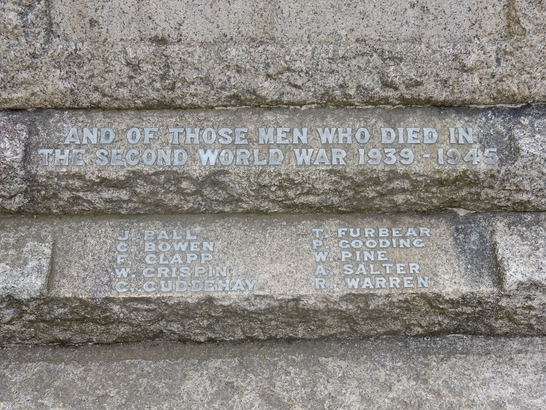 AND OF THOSE MEN WHO DIED IN
THE SECOND WORLD WAR 1939-1945
J. BALL
C. BOWEN
F. CLAPP
W. CRISPIN
C. CUDDEHAY
T. FURBEAR
P. GOODING
W. PINE
A. SALTER
R. WARREN